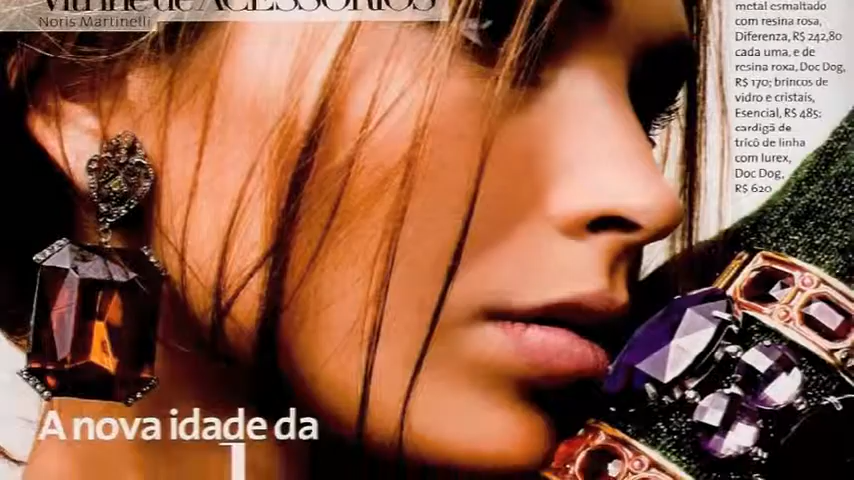 Vitrine de ACESSÓRIOS
Noris Martinelli
metal esmaltado
com resina rosa,
Diferenza, R$ 242,80
cada uma, e de
resina roxa, Doc Dog,
R$ 170; brincos de
vidro e cristais,
Esencial, R$ 485;
cardigã de
tricô de linha
com lurex,
Doc Dog,
R$ 620
A nova idade da